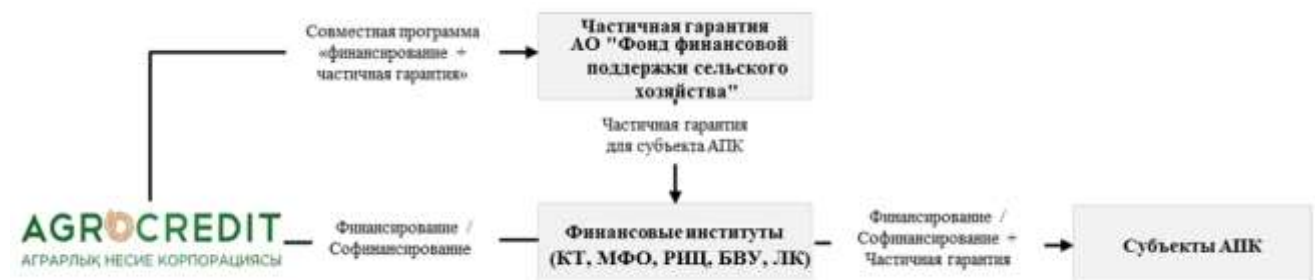 Совместная программа
«финансирование +
частичная гарантия»
Частичная гарантия
АО "Фонд финансовой
поддержки сельского
хозяйства"
Частичная гарантия
для субъекта АПК
AGROCREDIT
АГРАРЛЫҚ НЕСИЕ КОРПОРАЦИЯСЫ
Финансирование /
Софинансирование
Финансовые институты
(КТ, МФО, РИЦ, БВУ, ЛК)
Финансирование /
Софинансирование +
Частичная гарантия
Субъекты АПК